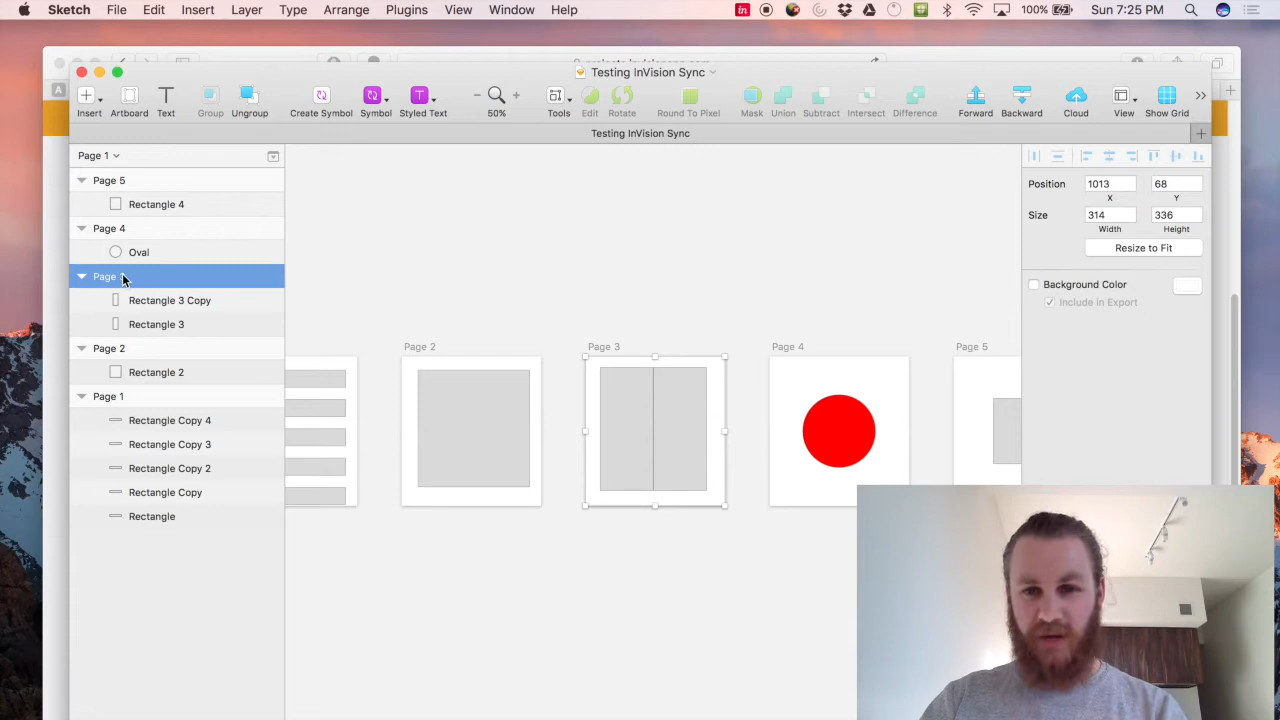 Sketch File Edit Insert Layer Type Arrange Plugins View Window Help
in 100% Sun 7:25 PM
Testing InVision Sync
Insert Artboard Text Group Ungroup Create Symbol Symbol Styled Text 50% Tools Edit Rotate Round To Pixel Mask Union Subtract Intersect Difference Forward Backward Cloud View Show Grid
Testing InVision Sync
Page 1
Page 5
Rectangle 4
Page 4
Oval
Page
Rectangle 3 Copy
Rectangle 3
Page 2
Rectangle 2
Page 1
Rectangle Copy 4
Rectangle Copy 3
Rectangle Copy 2
Rectangle Copy
Rectangle
Page 2 Page 3 Page 4 Page 5
Position 1013 68
X Y
Size 314 336
Width Height
Resize to Fit
Background Color
Include in Export